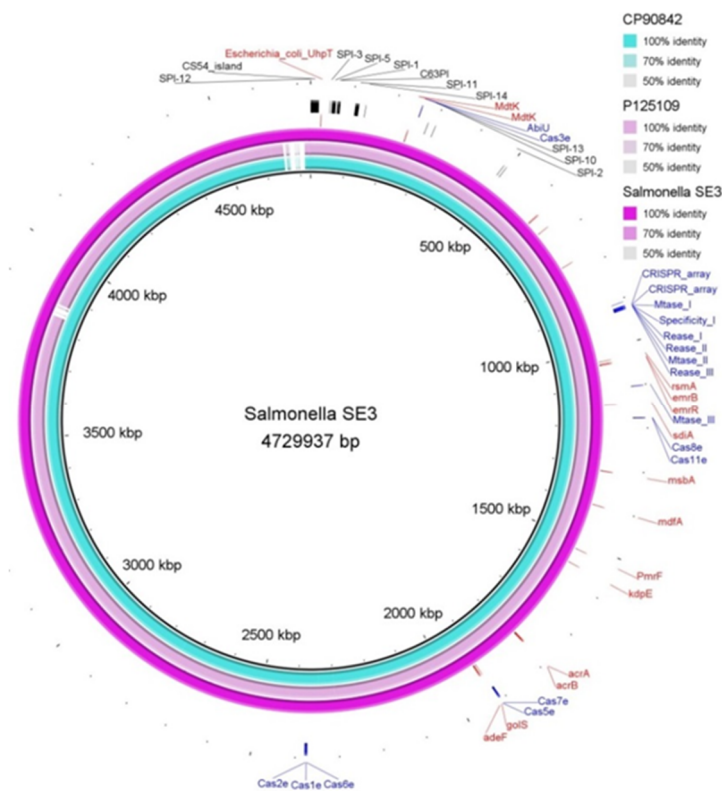 Escherichia_coli_UhpT
SPI-3
SPI-5
SPI-1
C63PI
SPI-11
SPI-14
CS54_island
SPI-12
MdtK
MdtK
AbiU
Cas3e
SPI-13
SPI-10
SPI-2
CP90842
100% identity
70% identity
50% identity
P125109
100% identity
70% identity
50% identity
Salmonella SE3
100% identity
70% identity
50% identity
4500 kbp
500 kbp
4000 kbp
1000 kbp
3500 kbp
1500 kbp
3000 kbp
2000 kbp
2500 kbp
Salmonella SE3
4729937 bp
CRISPR_array
CRISPR_array
Mtase_I
Specificity_I
Rease_I
Rease_II
Mtase_II
Rease_III
rsmA
emrB
emrR
Mtase_III
sdiA
Cas8e
Cas11e
msbA
mdfA
PmrF
kdpE
acrA
acrB
Cas7e
Cas5e
golS
adeF
Cas2e Cas1e Cas6e